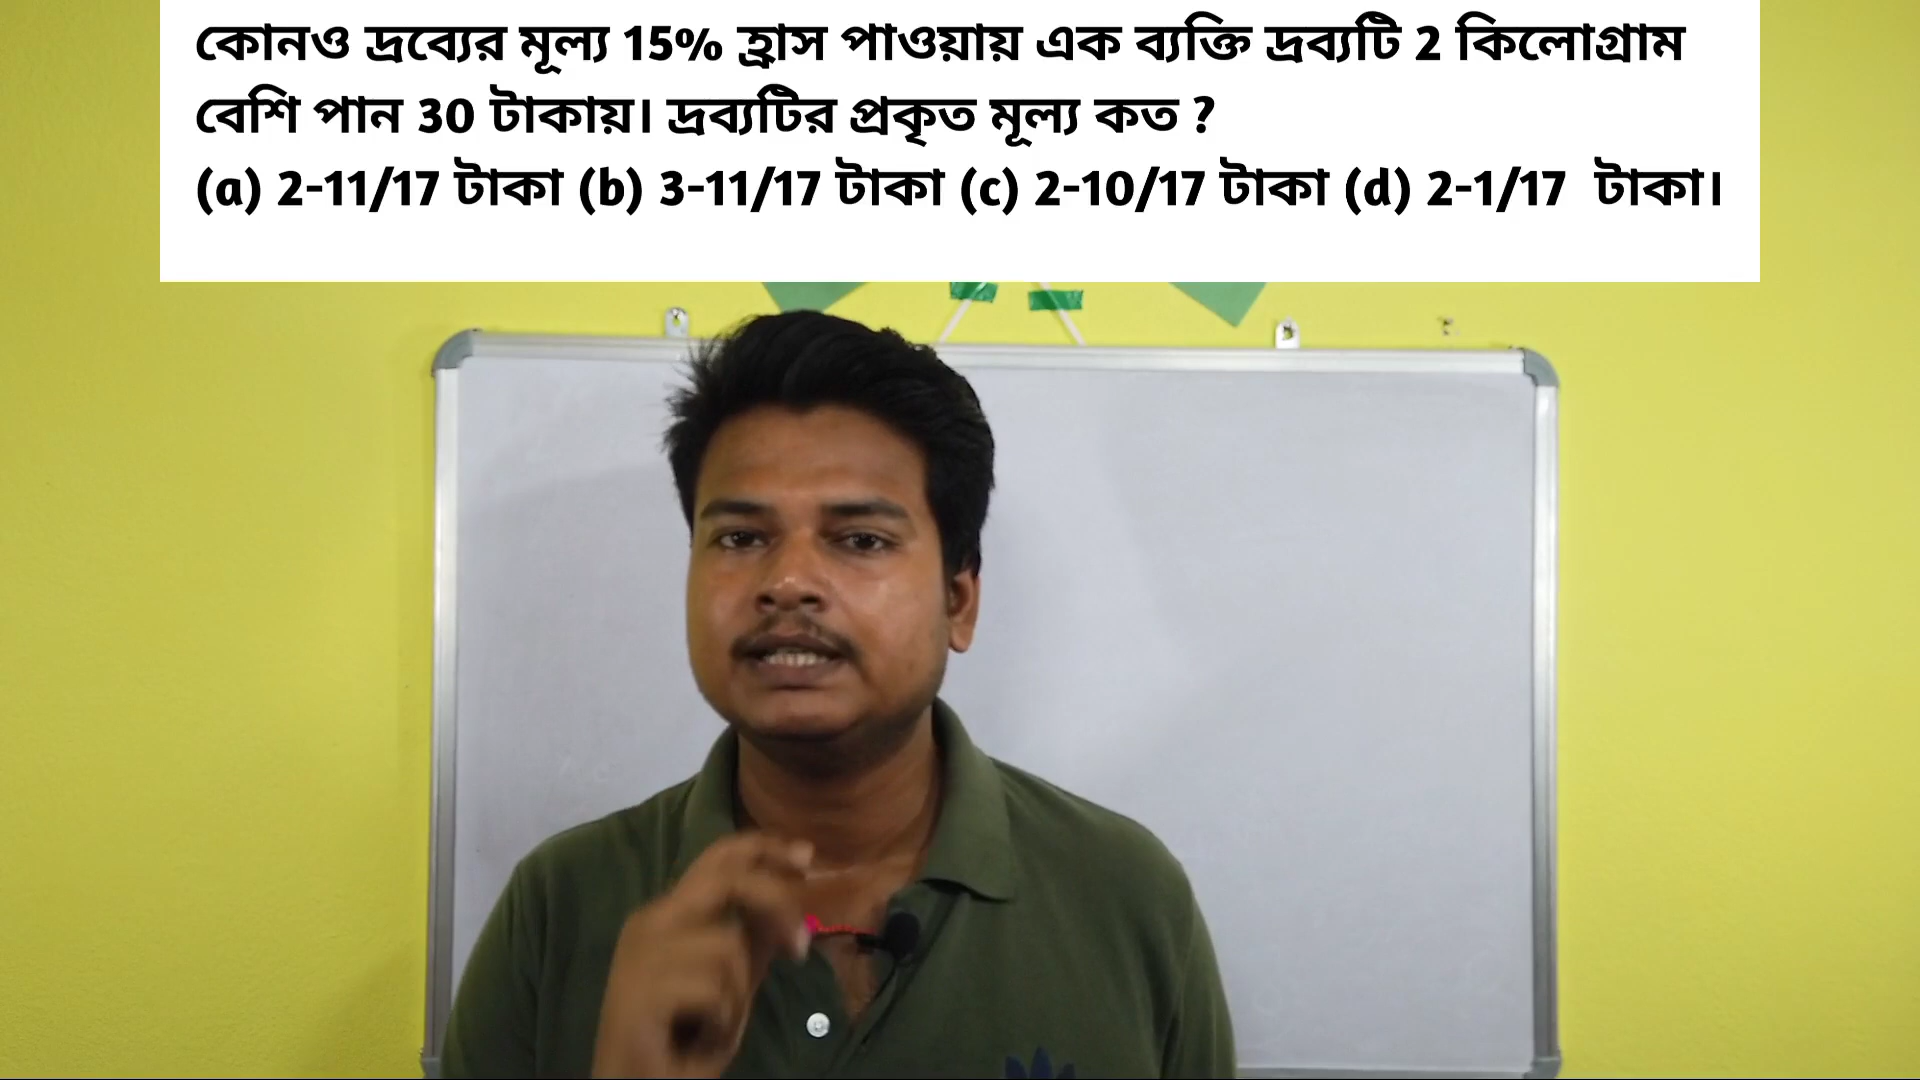 কোনও দ্রব্যের মূল্য 15% হ্রাস পাওয়ায় এক ব্যক্তি দ্রব্যটি 2 কিলোগ্রাম
বেশি পান 30 টাকায়। দ্রব্যটির প্রকৃত মূল্য কত ?
(a) 2-11/17 টাকা (b) 3-11/17 টাকা (c) 2-10/17 টাকা (d) 2-1/17 টাকা।